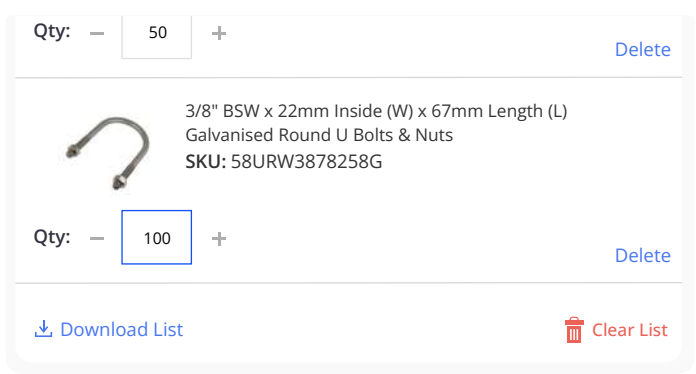 Qty: − 50 +
Delete
3/8" BSW x 22mm Inside (W) x 67mm Length (L)
Galvanised Round U Bolts & Nuts
SKU: 58URW3878258G
Qty: − 100 +
Delete
Download List
Clear List